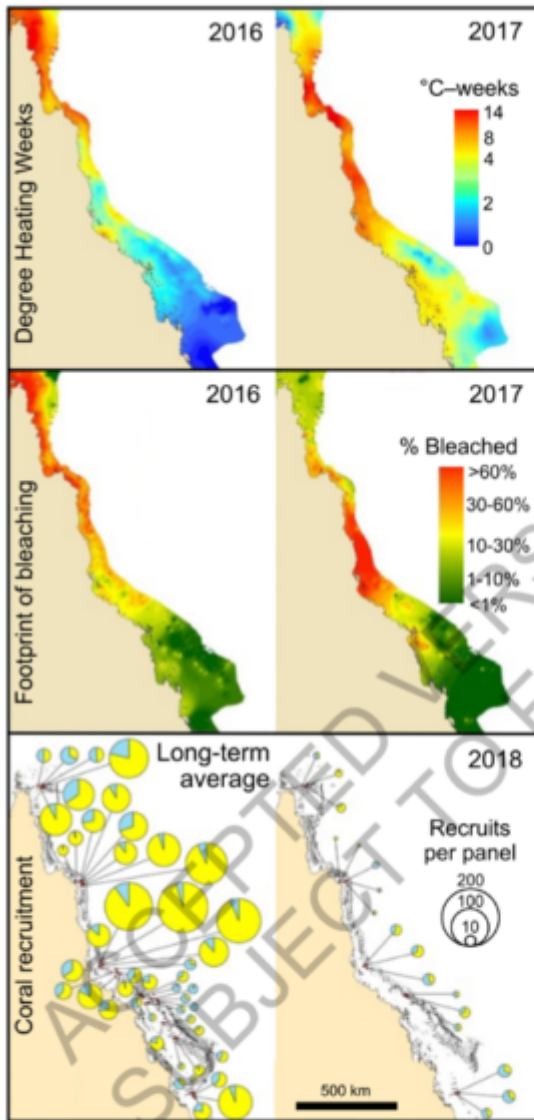 2016
2017
Degree Heating Weeks
°C–weeks
14
8
4
2
0
2016
2017
Footprint of bleaching
% Bleached
>60%
30-60%
10-30%
1-10%
<1%
Long-term
average
2018
Coral recruitment
Recruits
per panel
200
100
10
500 km
ACCEPTED VERS
SUBJECT TO E